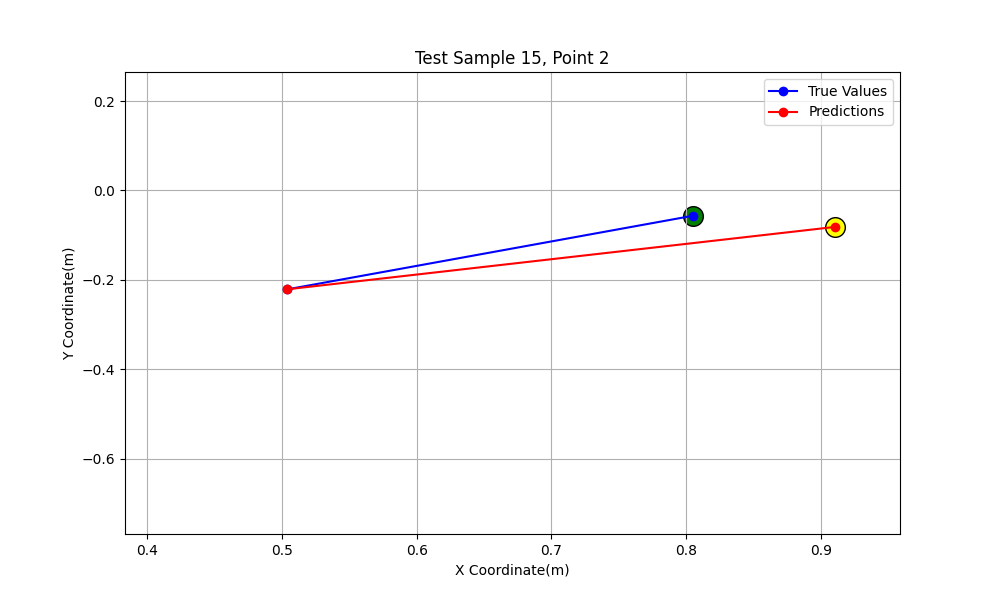 Test Sample 15, Point 2
True Values
Predictions
0.2
0.0
−0.2
−0.4
−0.6
Y Coordinate(m)
0.4 0.5 0.6 0.7 0.8 0.9
X Coordinate(m)